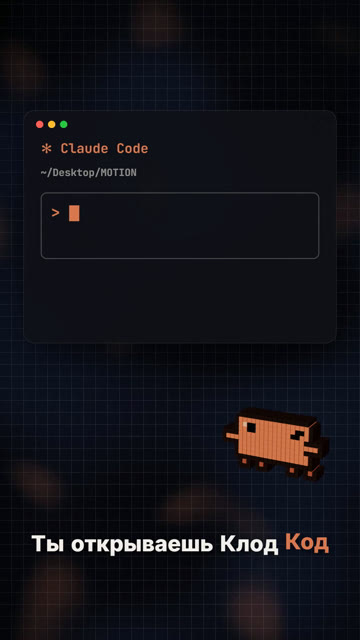 ✻ Claude Code
~/Desktop/MOTION
>
Ты открываешь Клод Код